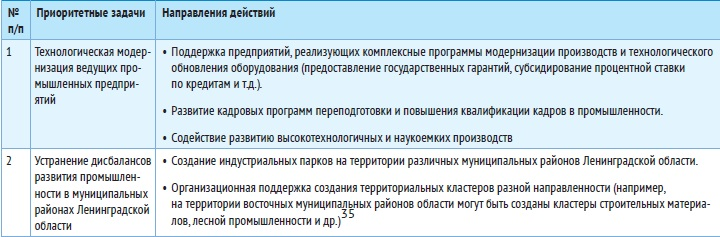 № п/п
Приоритетные задачи
Направления действий
1
Технологическая модер-
низация ведущих про-
мышленных предпри-
ятий
• Поддержка предприятий, реализующих комплексные программы модернизации производств и технологического
обновления оборудования (предоставление государственных гарантий, субсидирование процентной ставки
по кредитам и т.д.).
• Развитие кадровых программ переподготовки и повышения квалификации кадров в промышленности.
• Содействие развитию высокотехнологичных и наукоемких производств
2
Устранение дисбалансов
развития промышлен-
ности в муниципальных
районах Ленинградской
области
• Создание индустриальных парков на территории различных муниципальных районов Ленинградской области.
• Организационная поддержка создания территориальных кластеров разной направленности (например,
на территории восточных муниципальных районов области могут быть созданы кластеры строительных материа-
лов, лесной промышленности и др.)35